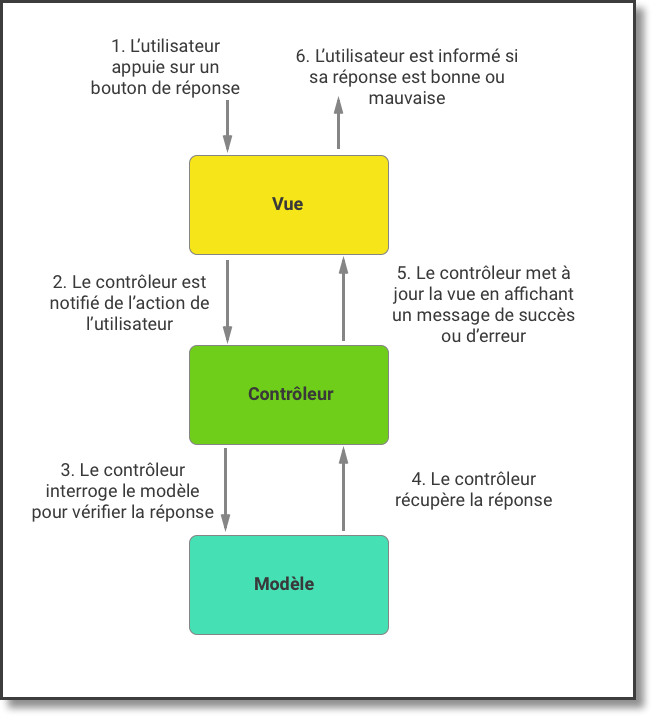 1. L’utilisateur
appuie sur un
bouton de réponse
6. L’utilisateur est informé si
sa réponse est bonne ou
mauvaise
Vue
2. Le contrôleur est
notifié de l’action de
l’utilisateur
5. Le contrôleur met à
jour la vue en affichant
un message de succès
ou d’erreur
Contrôleur
3. Le contrôleur
interroge le modèle
pour vérifier la réponse
4. Le contrôleur
récupère la réponse
Modèle